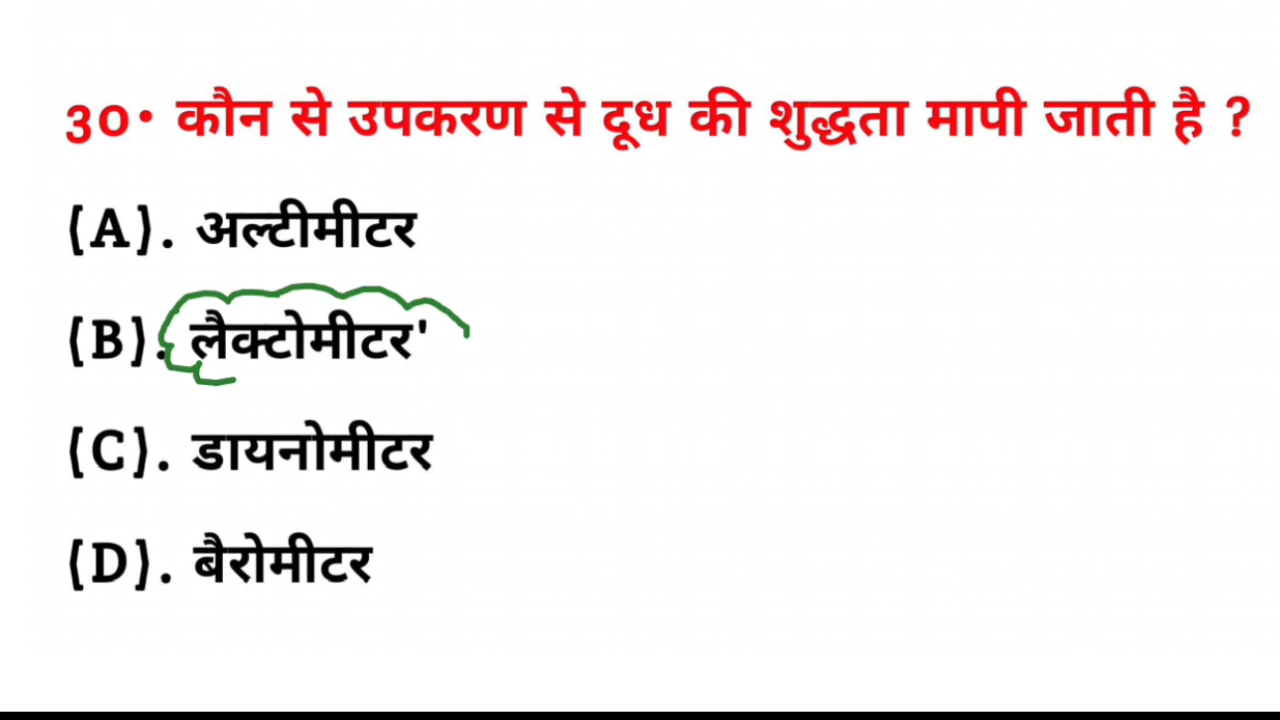 30• कौन से उपकरण से दूध की शुद्धता मापी जाती है ?
(A). अल्टीमीटर
(B). लैक्टोमीटर'
(C). डायनोमीटर
(D). बैरोमीटर